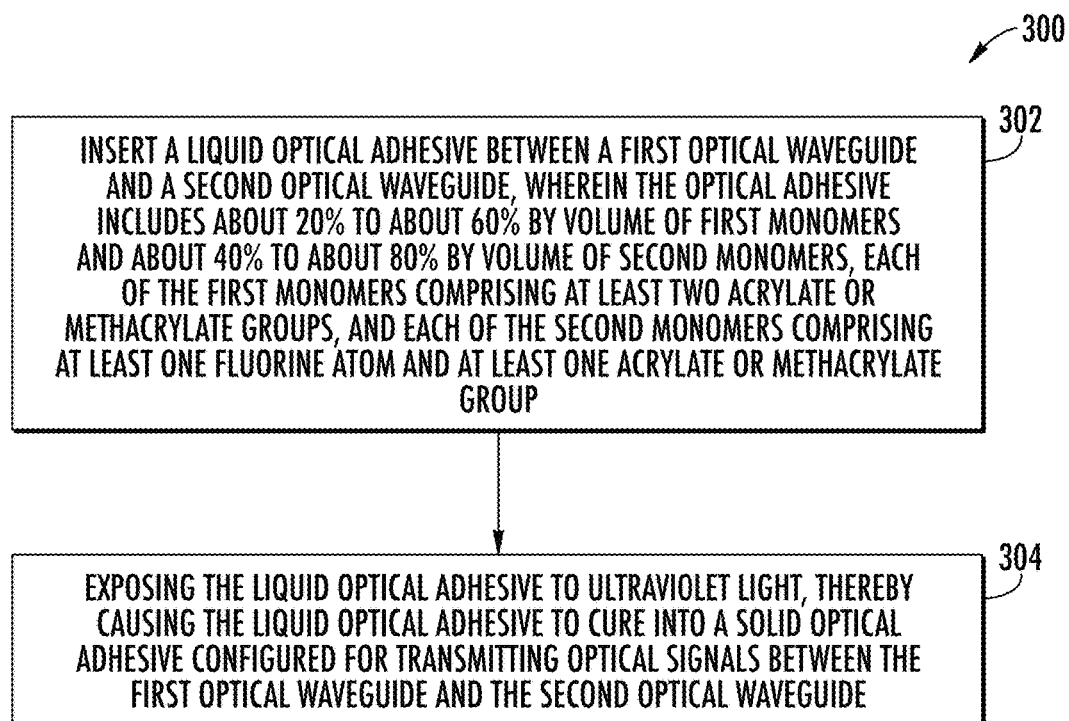 300
302
INSERT A LIQUID OPTICAL ADHESIVE BETWEEN A FIRST OPTICAL WAVEGUIDE
AND A SECOND OPTICAL WAVEGUIDE, WHEREIN THE OPTICAL ADHESIVE
INCLUDES ABOUT 20% TO ABOUT 60% BY VOLUME OF FIRST MONOMERS
AND ABOUT 40% TO ABOUT 80% BY VOLUME OF SECOND MONOMERS, EACH
OF THE FIRST MONOMERS COMPRISING AT LEAST TWO ACRYLATE OR
METHACRYLATE GROUPS, AND EACH OF THE SECOND MONOMERS COMPRISING
AT LEAST ONE FLUORINE ATOM AND AT LEAST ONE ACRYLATE OR METHACRYLATE
GROUP
304
EXPOSING THE LIQUID OPTICAL ADHESIVE TO ULTRAVIOLET LIGHT, THEREBY
CAUSING THE LIQUID OPTICAL ADHESIVE TO CURE INTO A SOLID OPTICAL
ADHESIVE CONFIGURED FOR TRANSMITTING OPTICAL SIGNALS BETWEEN THE
FIRST OPTICAL WAVEGUIDE AND THE SECOND OPTICAL WAVEGUIDE